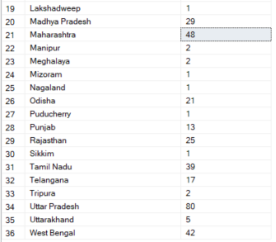 19 Lakshadweep 1
20 Madhya Pradesh 29
21 Maharashtra 48
22 Manipur 2
23 Meghalaya 2
24 Mizoram 1
25 Nagaland 1
26 Odisha 21
27 Puducherry 1
28 Punjab 13
29 Rajasthan 25
30 Sikkim 1
31 Tamil Nadu 39
32 Telangana 17
33 Tripura 2
34 Uttar Pradesh 80
35 Uttarakhand 5
36 West Bengal 42